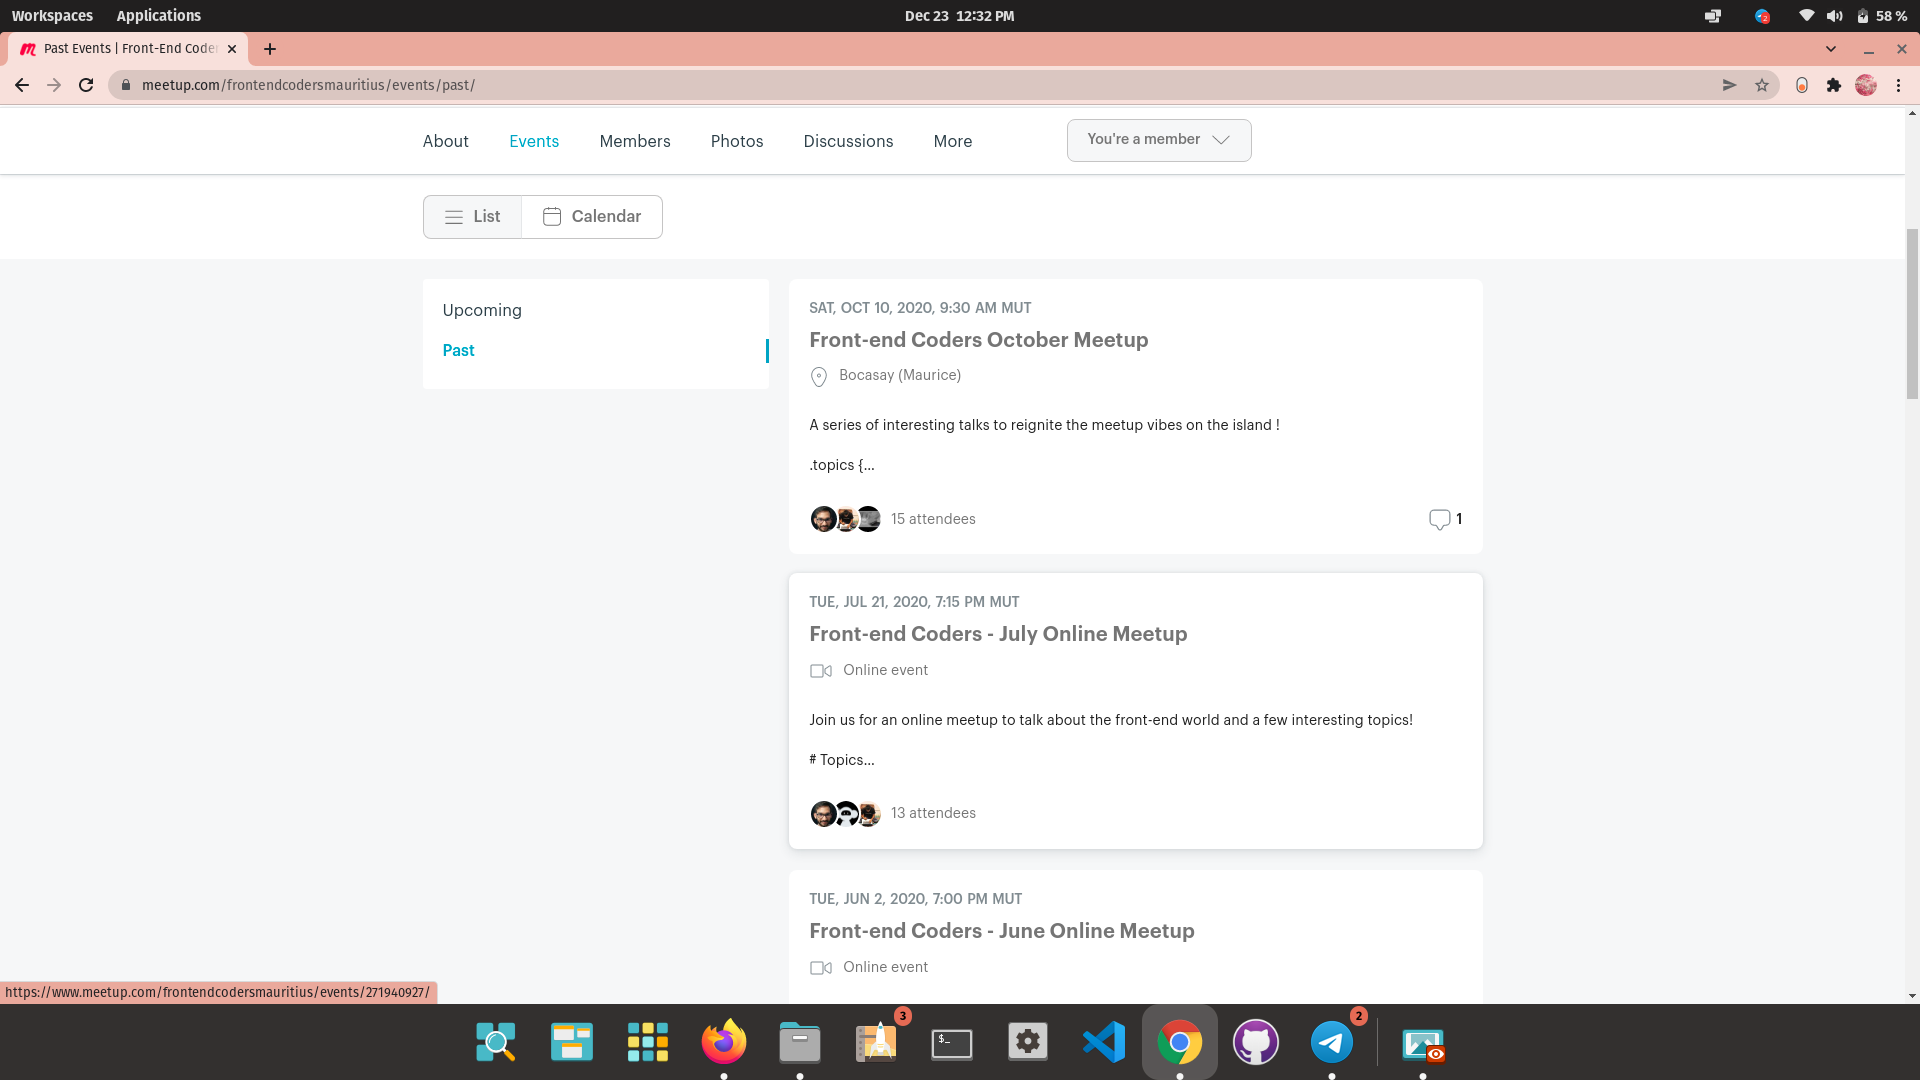 Workspaces Applications Dec 23 12:32 PM 2 58 %
Past Events | Front-End Coder
meetup.com/frontendcodersmauritius/events/past/
About Events Members Photos Discussions More You're a member
List Calendar
Upcoming
Past
SAT, OCT 10, 2020, 9:30 AM MUT
Front-end Coders October Meetup
Bocasay (Maurice)
A series of interesting talks to reignite the meetup vibes on the island !
.topics {...
15 attendees 1
TUE, JUL 21, 2020, 7:15 PM MUT
Front-end Coders - July Online Meetup
Online event
Join us for an online meetup to talk about the front-end world and a few interesting topics!
# Topics...
13 attendees
TUE, JUN 2, 2020, 7:00 PM MUT
Front-end Coders - June Online Meetup
Online event
https://www.meetup.com/frontendcodersmauritius/events/271940927/
3 2
$_